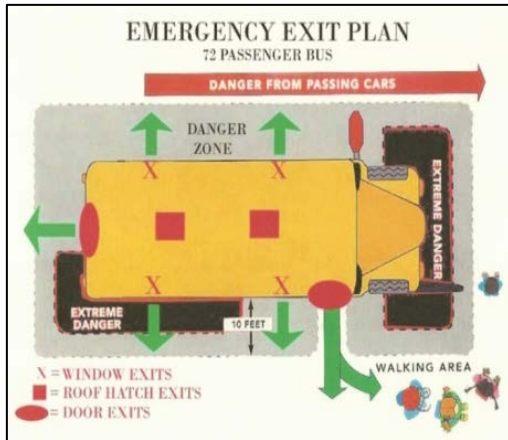 EMERGENCY EXIT PLAN
72 PASSENGER BUS
DANGER FROM PASSING CARS
DANGER
ZONE
X
X
EXTREME DANGER
X
X
EXTREME
DANGER
10 FEET
WALKING AREA
X = WINDOW EXITS
= ROOF HATCH EXITS
= DOOR EXITS